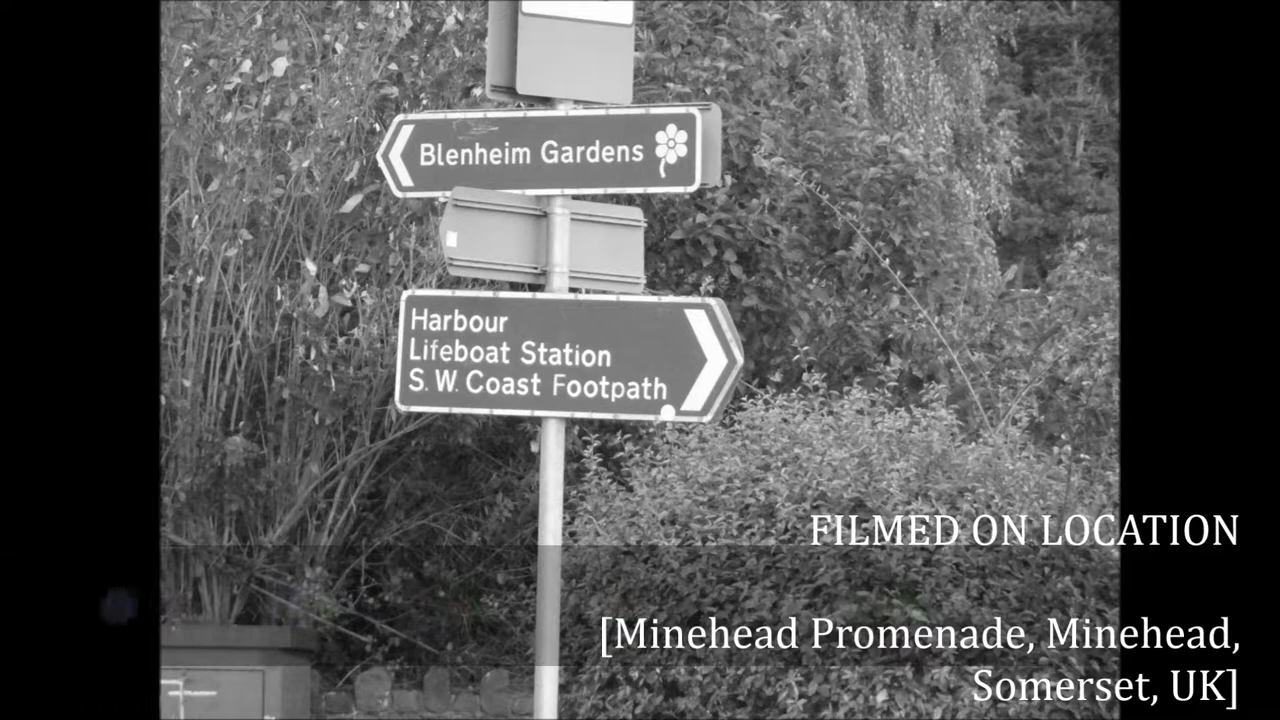 Blenheim Gardens
Harbour
Lifeboat Station
S.W. Coast Footpath
FILMED ON LOCATION
[Minehead Promenade, Minehead,
Somerset, UK]